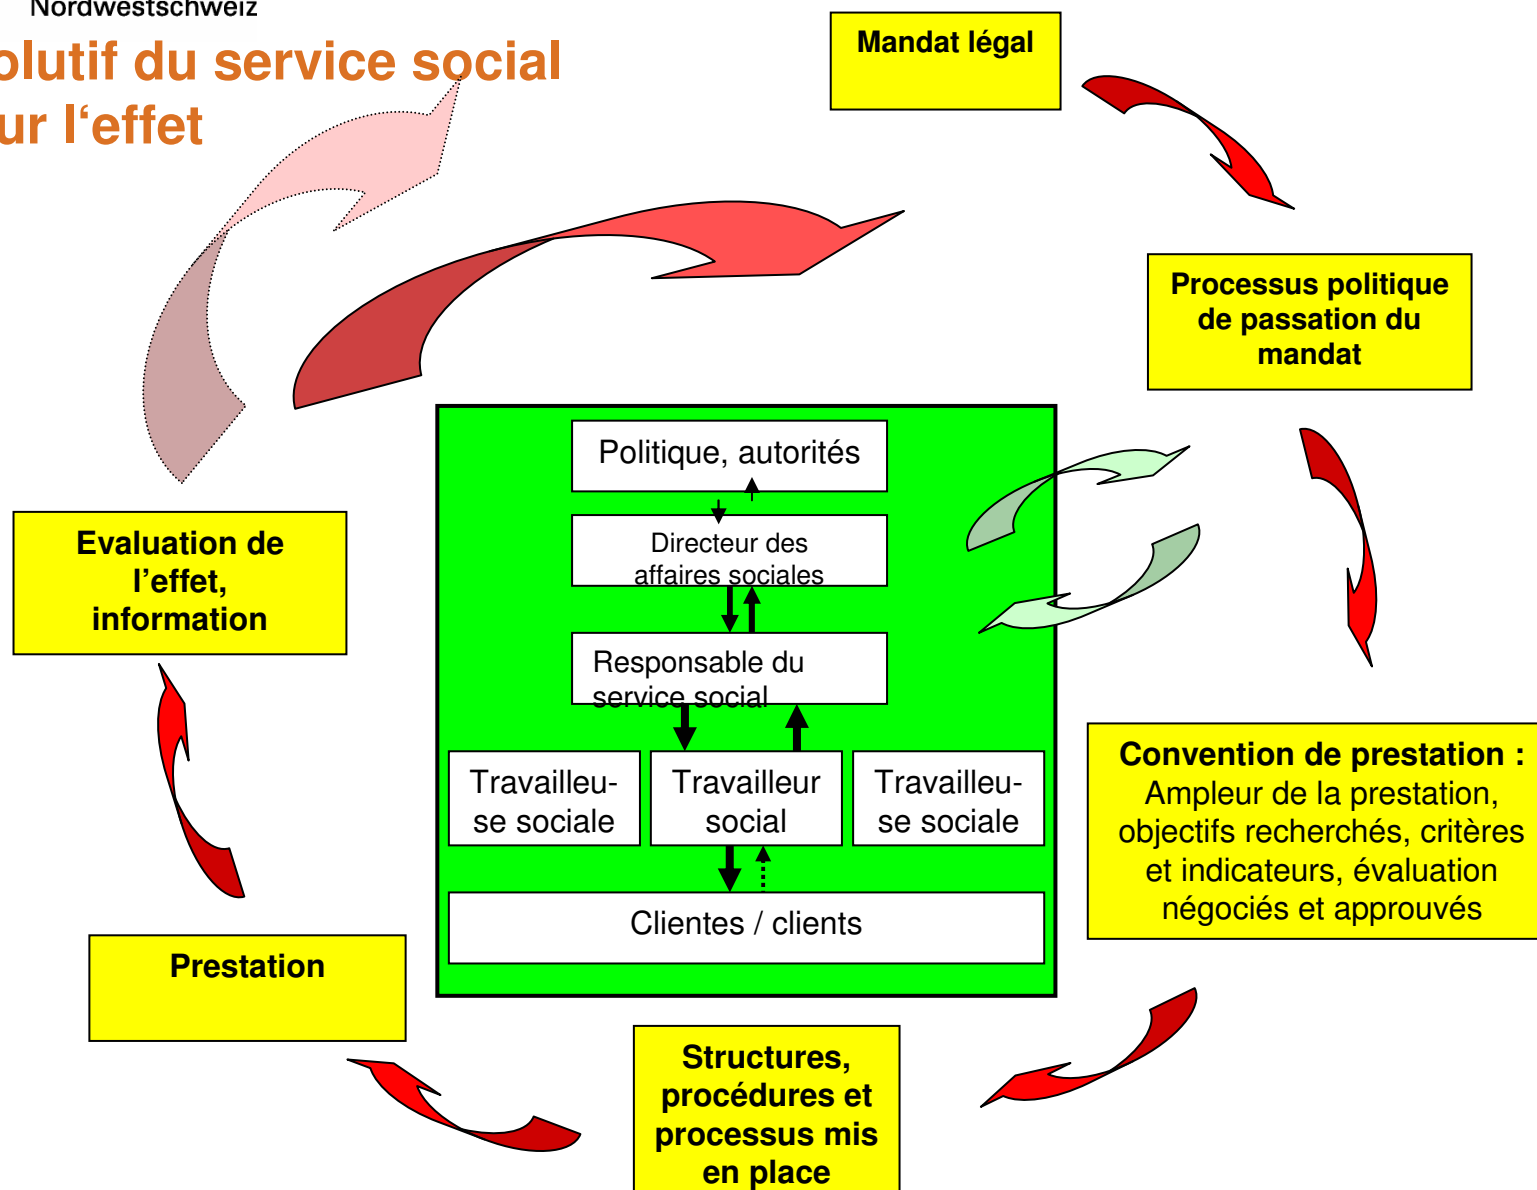 Nordwestschweiz
olutif du service social
ur l‘effet
Mandat légal
Processus politique
de passation du
mandat
Politique, autorités
Directeur des
affaires sociales
Responsable du
service social
Travailleu-
se sociale
Travailleur
social
Travailleu-
se sociale
Clientes / clients
Evaluation de
l’effet,
information
Convention de prestation :
Ampleur de la prestation,
objectifs recherchés, critères
et indicateurs, évaluation
négociés et approuvés
Prestation
Structures,
procédures et
processus mis
en place